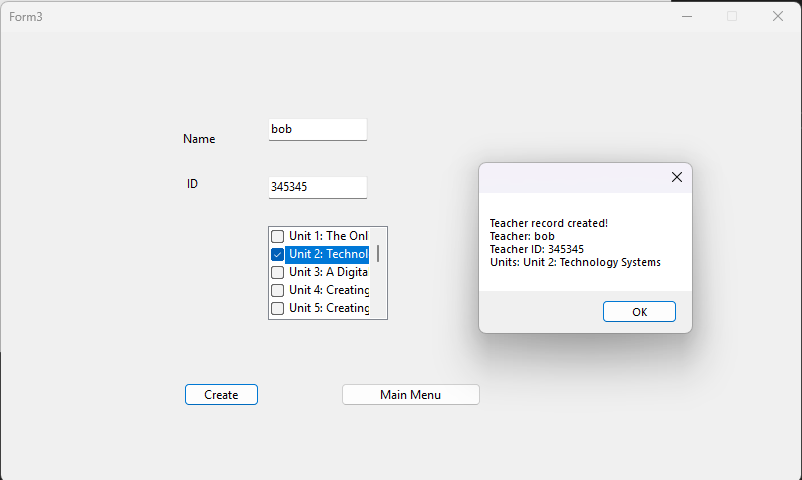 Form3
Name
bob
ID
345345
Unit 1: The Onl
Unit 2: Technol
Unit 3: A Digita
Unit 4: Creating
Unit 5: Creating
Create
Main Menu
Teacher record created!
Teacher: bob
Teacher ID: 345345
Units: Unit 2: Technology Systems
OK